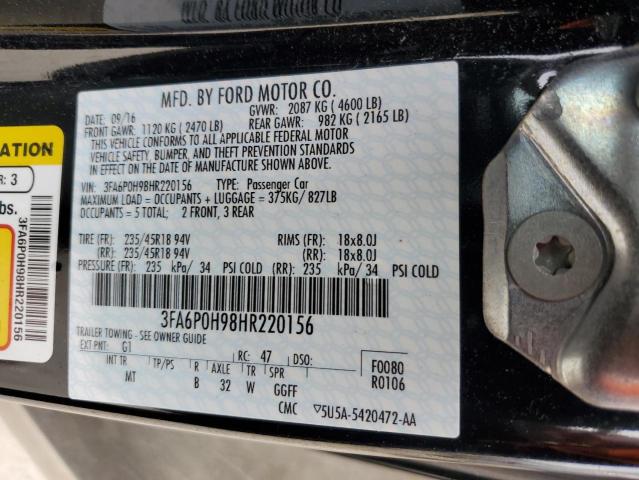 MFD. BY FORD MOTOR CO.
DATE: 09/16 GVWR: 2087 KG ( 4600 LB)
FRONT GAWR: 1120 KG ( 2470 LB) REAR GAWR: 982 KG ( 2165 LB)
THIS VEHICLE CONFORMS TO ALL APPLICABLE FEDERAL MOTOR
VEHICLE SAFETY, BUMPER, AND THEFT PREVENTION STANDARDS
IN EFFECT ON THE DATE OF MANUFACTURE SHOWN ABOVE.
VIN: 3FA6P0H98HR220156 TYPE: Passenger Car
MAXIMUM LOAD = OCCUPANTS + LUGGAGE = 375KG/ 827LB
OCCUPANTS = 5 TOTAL: 2 FRONT, 3 REAR
TIRE (FR): 235/45R18 94V RIMS (FR): 18x8.0J
(RR): 235/45R18 94V (RR): 18x8.0J
PRESSURE (FR): 235 kPa/ 34 PSI COLD (RR): 235 kPa/ 34 PSI COLD
3FA6P0H98HR220156
TRAILER TOWING - SEE OWNER GUIDE
EXT PNT: G1 RC: 47 DSO: F0080
INT TR TP/PS R AXLE TR SPR R0106
MT B 32 W GGFF
CMC ▽5U5A-5420472-AA
ATION
R: 3
bs.
3FA6P0H98HR220156